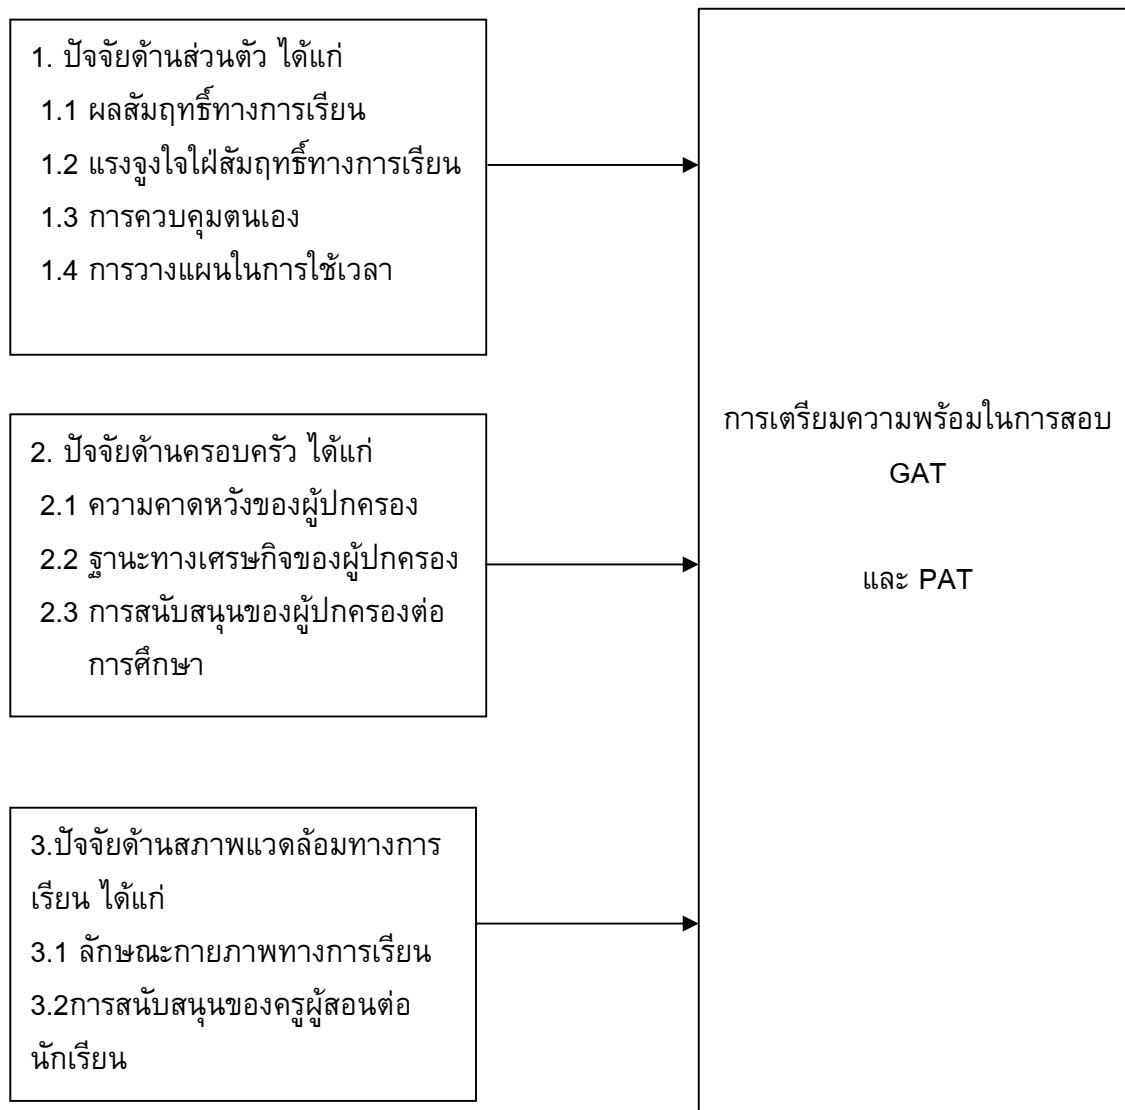 1. ปัจจัยด้านส่วนตัว ได้แก่
1.1 ผลสัมฤทธิ์ทางการเรียน
1.2 แรงจูงใจใฝ่สัมฤทธิ์ทางการเรียน
1.3 การควบคุมตนเอง
1.4 การวางแผนในการใช้เวลา
2. ปัจจัยด้านครอบครัว ได้แก่
2.1 ความคาดหวังของผู้ปกครอง
2.2 ฐานะทางเศรษกิจของผู้ปกครอง
2.3 การสนับสนุนของผู้ปกครองต่อ
การศึกษา
3.ปัจจัยด้านสภาพแวดล้อมทางการ
เรียน ได้แก่
3.1 ลักษณะกายภาพทางการเรียน
3.2การสนับสนุนของครูผู้สอนต่อ
นักเรียน
การเตรียมความพร้อมในการสอบ
GAT
และ PAT